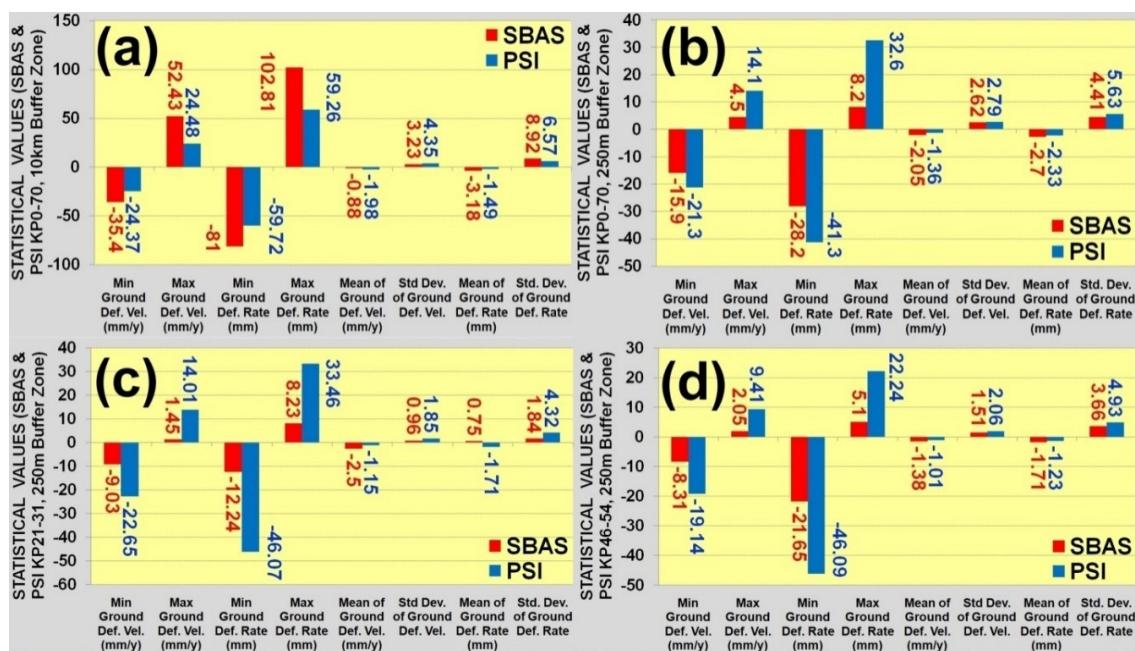 STATISTICAL VALUES (SBAS &
PSI KP0-70, 10km Buffer Zone)
150
100
50
0
-50
-100
(a)
SBAS
PSI
-35.4
-24.37
52.43
24.48
-81
-59.72
102.81
59.26
-0.88
-1.98
3.23
4.35
-3.18
-1.49
8.92
6.57
Min
Ground
Def. Vel.
(mm/y)
Max
Ground
Def. Vel.
(mm/y)
Min
Ground
Def. Rate
(mm)
Max
Ground
Def. Rate
(mm)
Mean of
Ground
Def. Vel.
(mm/y)
Std Dev.
of Ground
Def. Vel.
Mean of
Ground
Def. Rate
(mm)
Std. Dev.
of Ground
Def. Rate
STATISTICAL VALUES (SBAS &
PSI KP0-70, 250m Buffer Zone)
40
30
20
10
0
-10
-20
-30
-40
-50
(b)
SBAS
PSI
-15.9
-21.3
4.5
14.1
-28.2
-41.3
8.2
32.6
-2.05
-1.36
2.62
2.79
-2.7
-2.33
4.41
5.63
Min
Ground
Def. Vel.
(mm/y)
Max
Ground
Def. Vel.
(mm/y)
Min
Ground
Def. Rate
(mm)
Max
Ground
Def. Rate
(mm)
Mean of
Ground
Def. Vel.
(mm/y)
Std Dev.
of Ground
Def. Vel.
Mean of
Ground
Def. Rate
(mm)
Std. Dev.
of Ground
Def. Rate
STATISTICAL VALUES (SBAS &
PSI KP21-31, 250m Buffer Zone)
40
30
20
10
0
-10
-20
-30
-40
-50
-60
(c)
SBAS
PSI
-9.03
-22.65
1.45
14.01
-12.24
-46.07
8.23
33.46
-2.5
-1.15
0.96
1.85
0.75
-1.71
1.84
4.32
Min
Ground
Def. Vel.
(mm/y)
Max
Ground
Def. Vel.
(mm/y)
Min
Ground
Def. Rate
(mm)
Max
Ground
Def. Rate
(mm)
Mean of
Ground
Def. Vel.
(mm/y)
Std Dev.
of Ground
Def. Vel.
Mean of
Ground
Def. Rate
(mm)
Std. Dev.
of Ground
Def. Rate
STATISTICAL VALUES (SBAS &
PSI KP46-54, 250m Buffer Zone)
30
20
10
0
-10
-20
-30
-40
-50
(d)
SBAS
PSI
-8.31
-19.14
2.05
9.41
-21.65
-46.09
5.1
22.24
-1.38
-1.01
1.51
2.06
-1.71
-1.23
3.66
4.93
Min
Ground
Def. Vel.
(mm/y)
Max
Ground
Def. Vel.
(mm/y)
Min
Ground
Def. Rate
(mm)
Max
Ground
Def. Rate
(mm)
Mean of
Ground
Def. Vel.
(mm/y)
Std Dev.
of Ground
Def. Vel.
Mean of
Ground
Def. Rate
(mm)
Std. Dev.
of Ground
Def. Rate